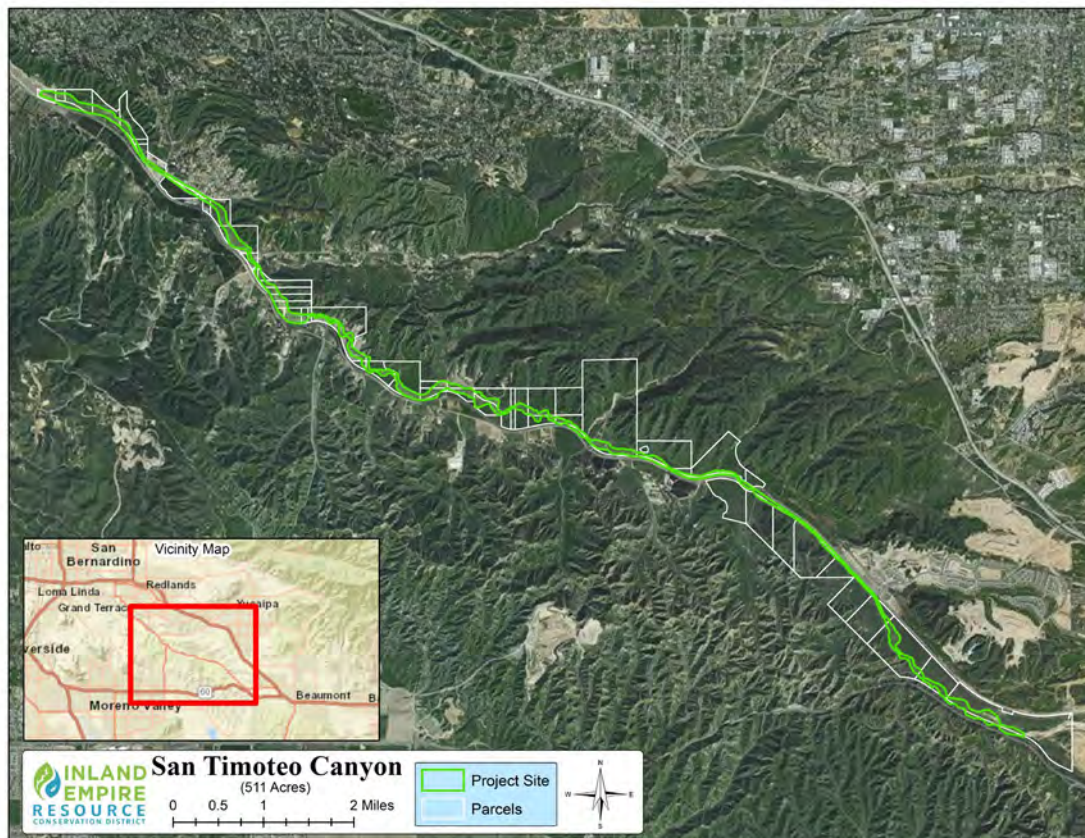 Vicinity Map
San
Bernardino
Redlands
Loma Linda
Yucaipa
Grand Terrac
verside
60
Beaumont
Moreno Valley
INLAND
EMPIRE
RESOURCE
CONSERVATION DISTRICT
San Timoteo Canyon
(511 Acres)
0 0.5 1 2 Miles
Project Site
Parcels
N
W E
S